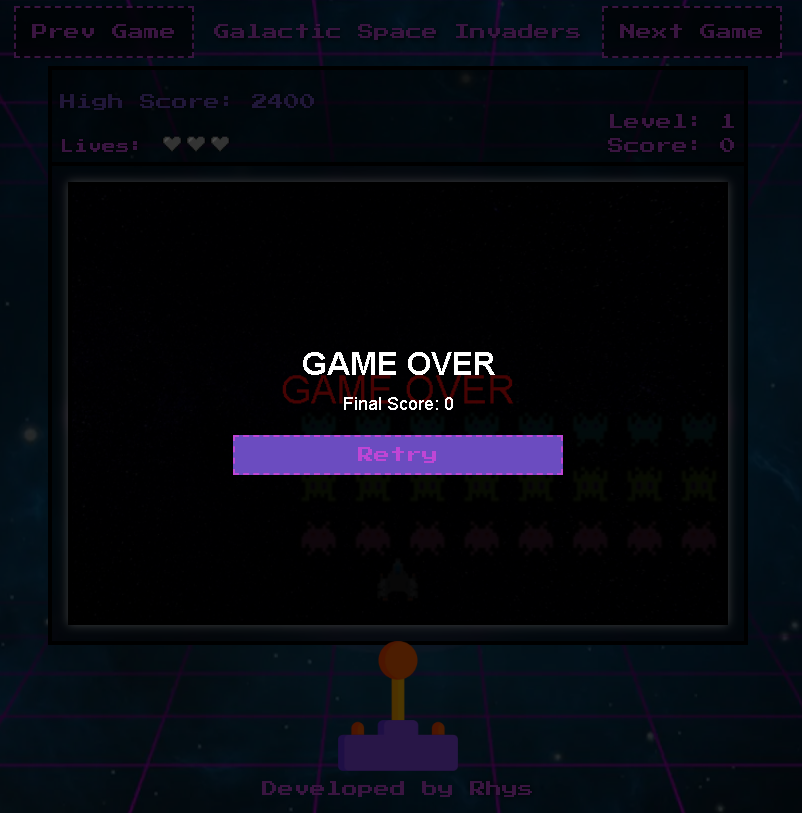 Prev Game
Galactic Space Invaders
Next Game
High Score: 2400
Level: 1
Lives:
Score: 0
GAME OVER
GAME OVER
Final Score: 0
Retry
Developed by Rhys